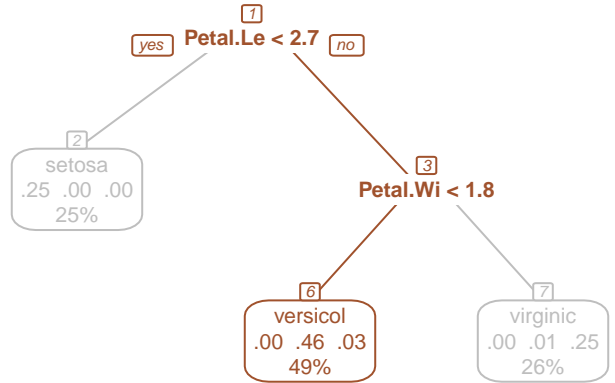 1
yes Petal.Le < 2.7 no
2
setosa
.25 .00 .00
25%
3
Petal.Wi < 1.8
6
versicol
.00 .46 .03
49%
7
virginic
.00 .01 .25
26%